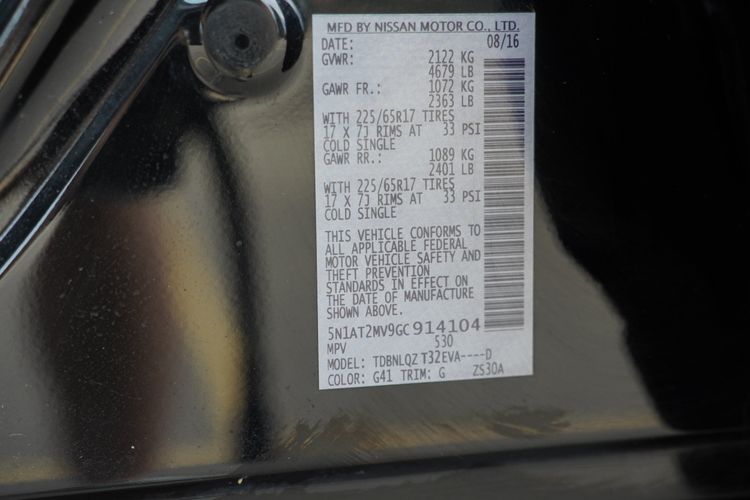 MFD BY NISSAN MOTOR CO., LTD.
DATE: 08/16
GVWR: 2122 KG
4679 LB
GAWR FR.: 1072 KG
2363 LB
WITH 225/65R17 TIRES
17 X 7J RIMS AT 33 PSI
COLD SINGLE
GAWR RR.: 1089 KG
2401 LB
WITH 225/65R17 TIRES
17 X 7J RIMS AT 33 PSI
COLD SINGLE
THIS VEHICLE CONFORMS TO
ALL APPLICABLE FEDERAL
MOTOR VEHICLE SAFETY AND
THEFT PREVENTION
STANDARDS IN EFFECT ON
THE DATE OF MANUFACTURE
SHOWN ABOVE.
5N1AT2MV9GC914104
MPV 530
MODEL: TDBNLQZ T32EVA----D
COLOR: G41 TRIM: G ZS30A